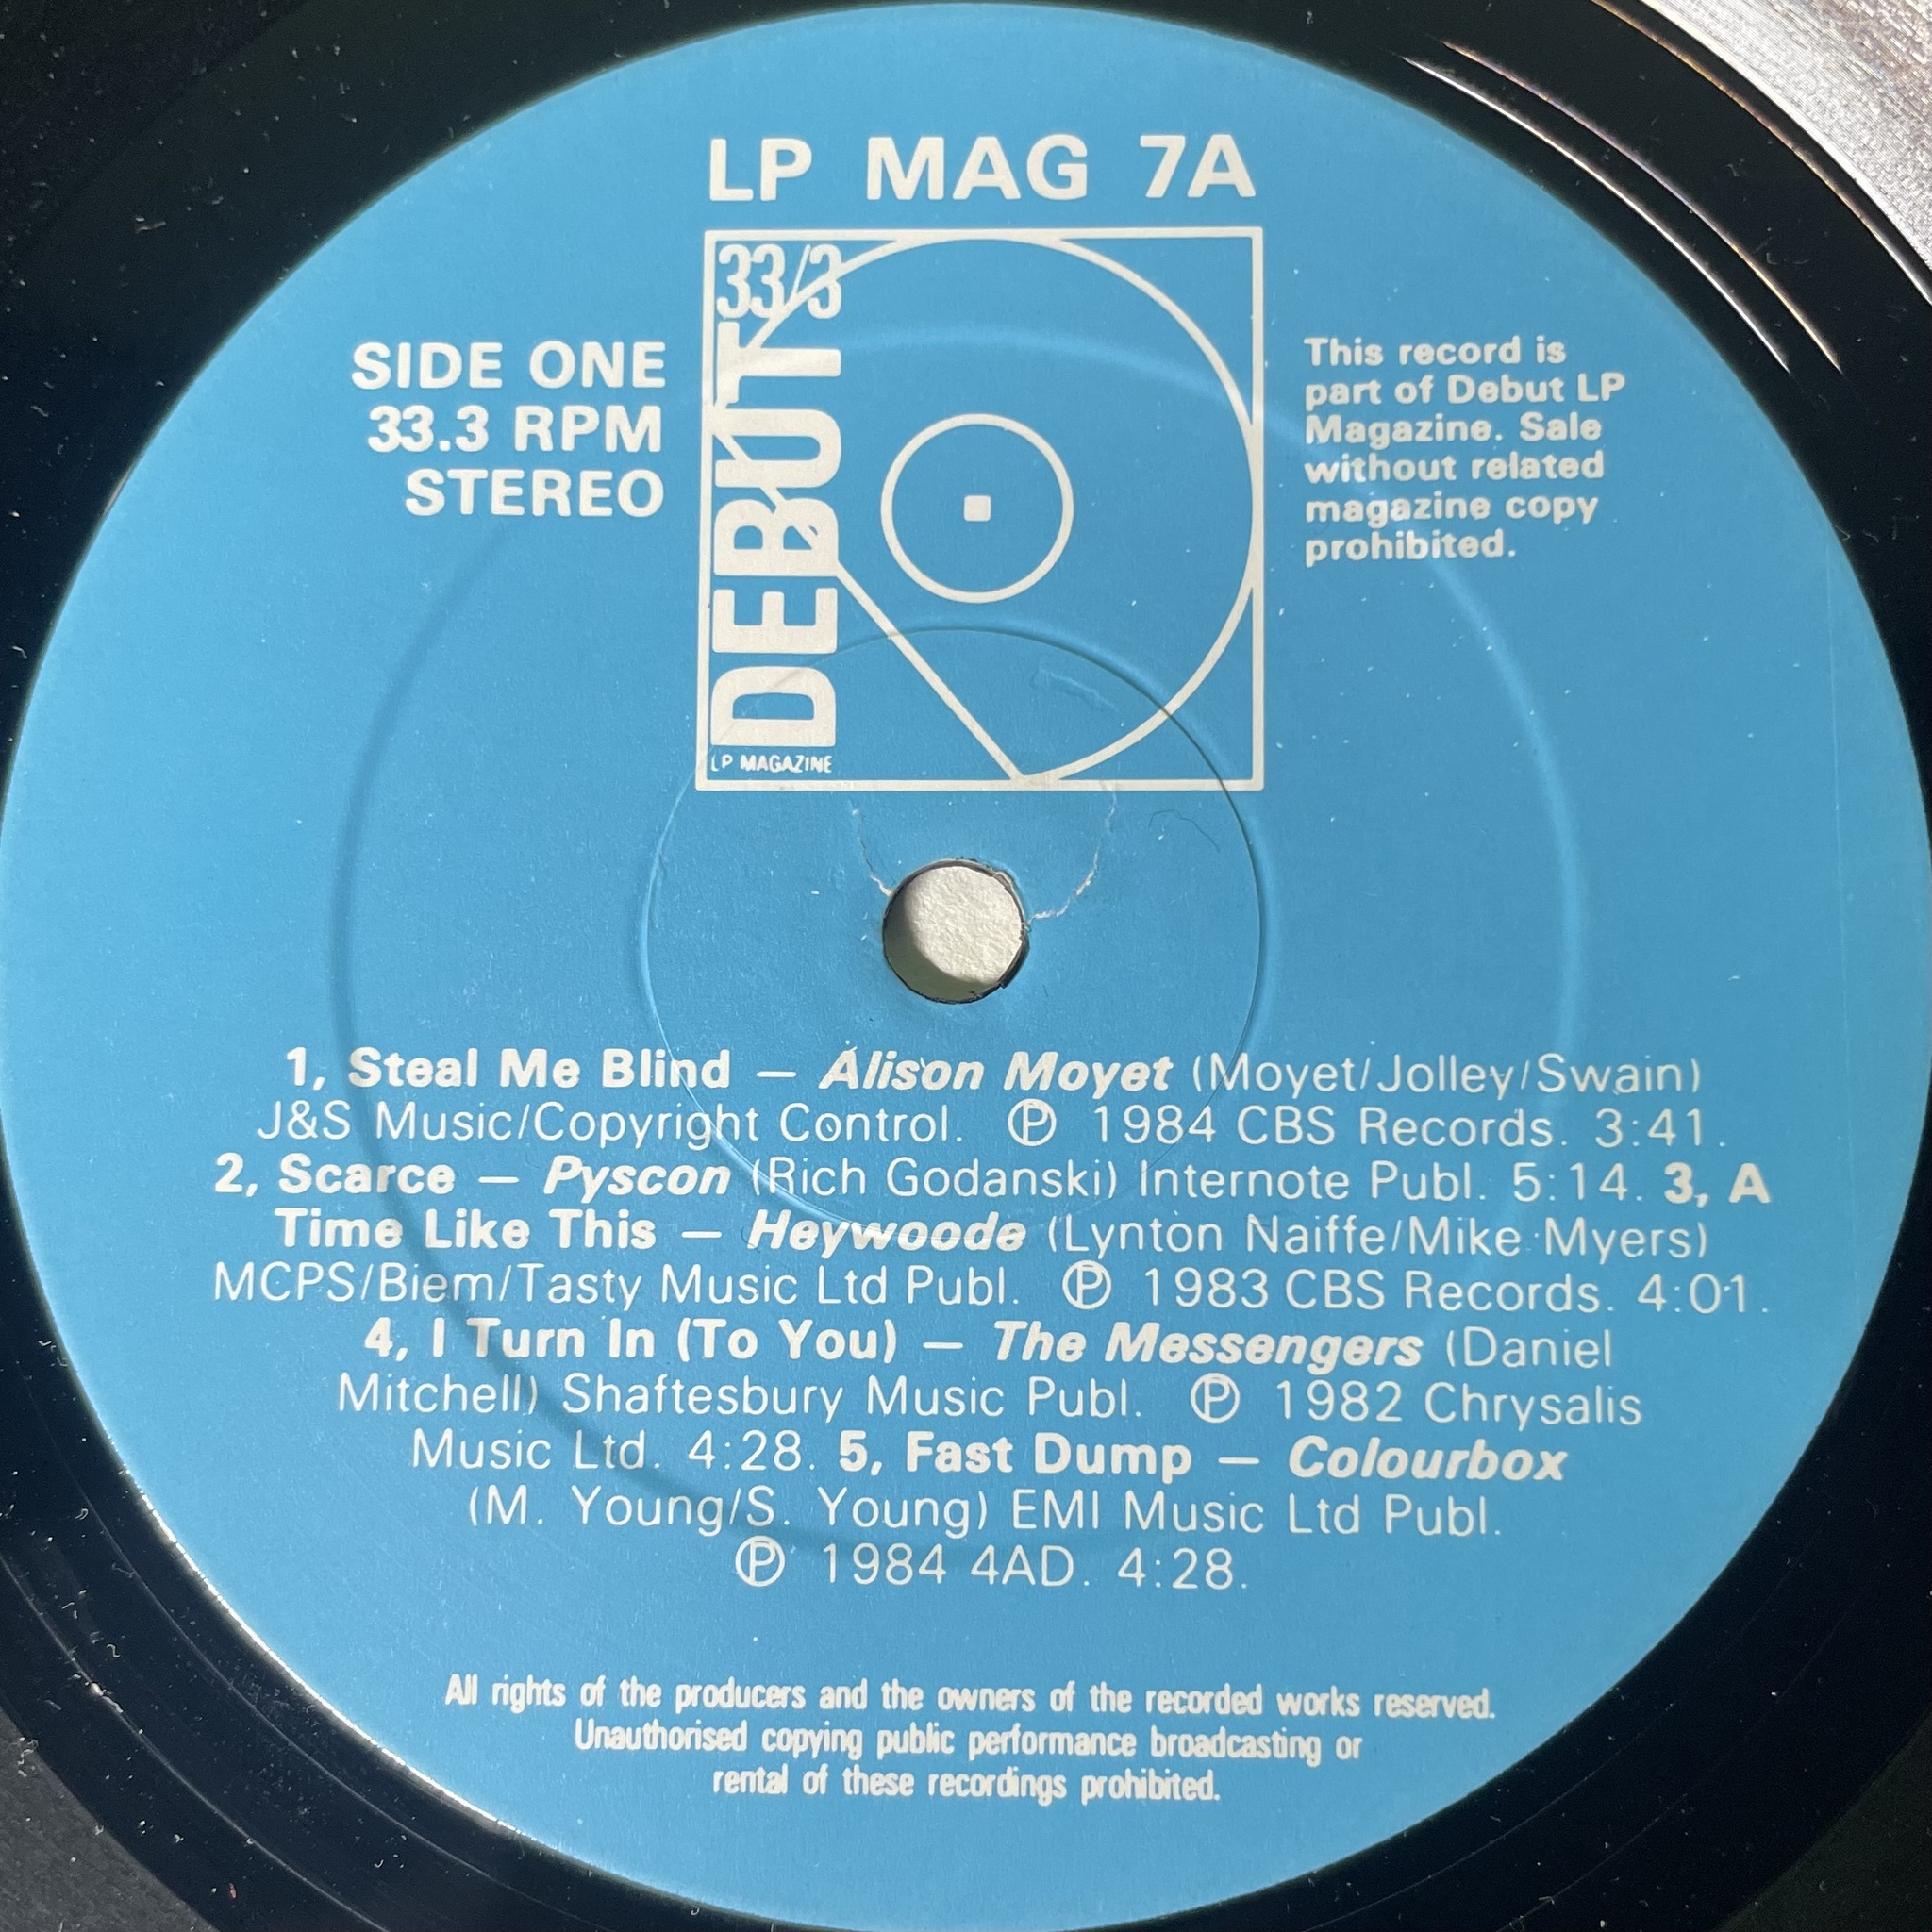 LP MAG 7A
SIDE ONE
33.3 RPM
STEREO
33/3
DEBUT
LP MAGAZINE
This record is
part of Debut LP
Magazine. Sale
without related
magazine copy
prohibited.
1, Steal Me Blind — Alison Moyet (Moyet/Jolley/Swain)
J&S Music/Copyright Control. ℗ 1984 CBS Records. 3:41.
2, Scarce — Pyscon (Rich Godanski) Internote Publ. 5:14. 3, A
Time Like This — Heywoode (Lynton Naiffe/Mike Myers)
MCPS/Biem/Tasty Music Ltd Publ. ℗ 1983 CBS Records. 4:01.
4, I Turn In (To You) — The Messengers (Daniel
Mitchell) Shaftesbury Music Publ. ℗ 1982 Chrysalis
Music Ltd. 4:28. 5, Fast Dump — Colourbox
(M. Young/S. Young) EMI Music Ltd Publ.
℗ 1984 4AD. 4:28.
All rights of the producers and the owners of the recorded works reserved.
Unauthorised copying public performance broadcasting or
rental of these recordings prohibited.